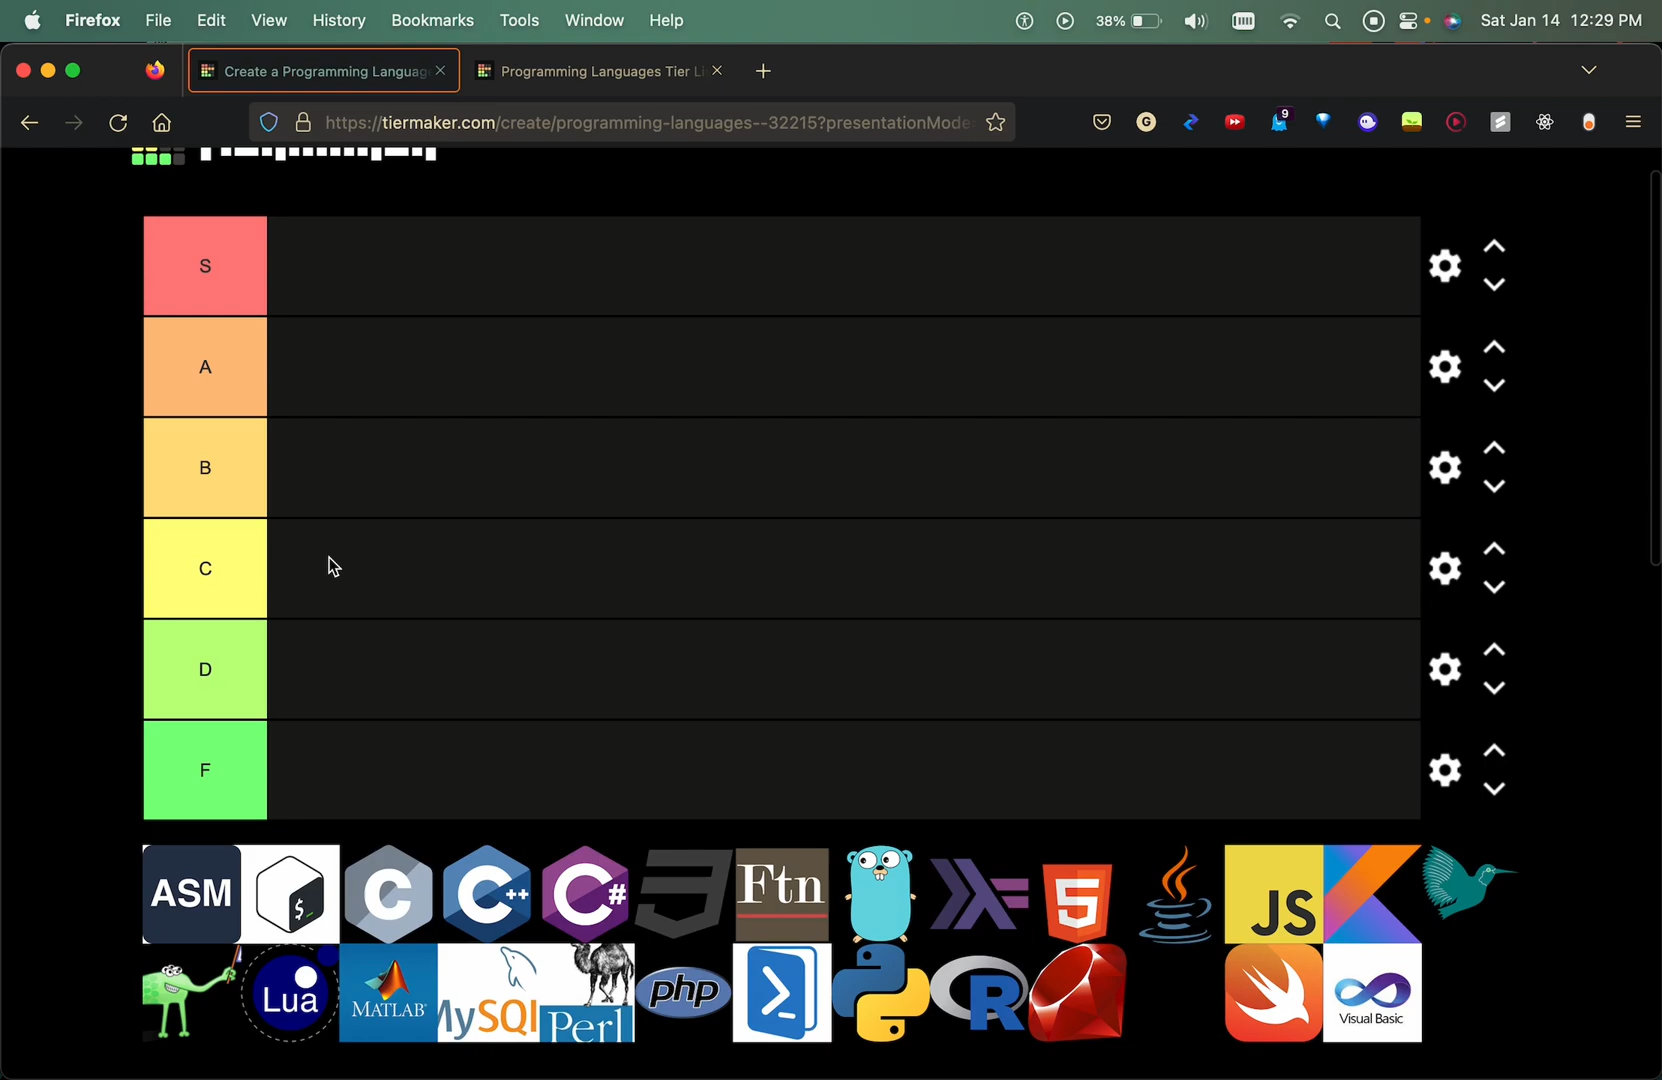 Firefox File Edit View History Bookmarks Tools Window Help 38% Sat Jan 14 12:29 PM
Create a Programming Languag Programming Languages Tier Li
https://tiermaker.com/create/programming-languages--32215?presentationMode
G 9
S
A
B
C
D
F
ASM $_ C C++ C# Ftn 5 JS
Lua MATLAB MySQL Perl php R Visual Basic